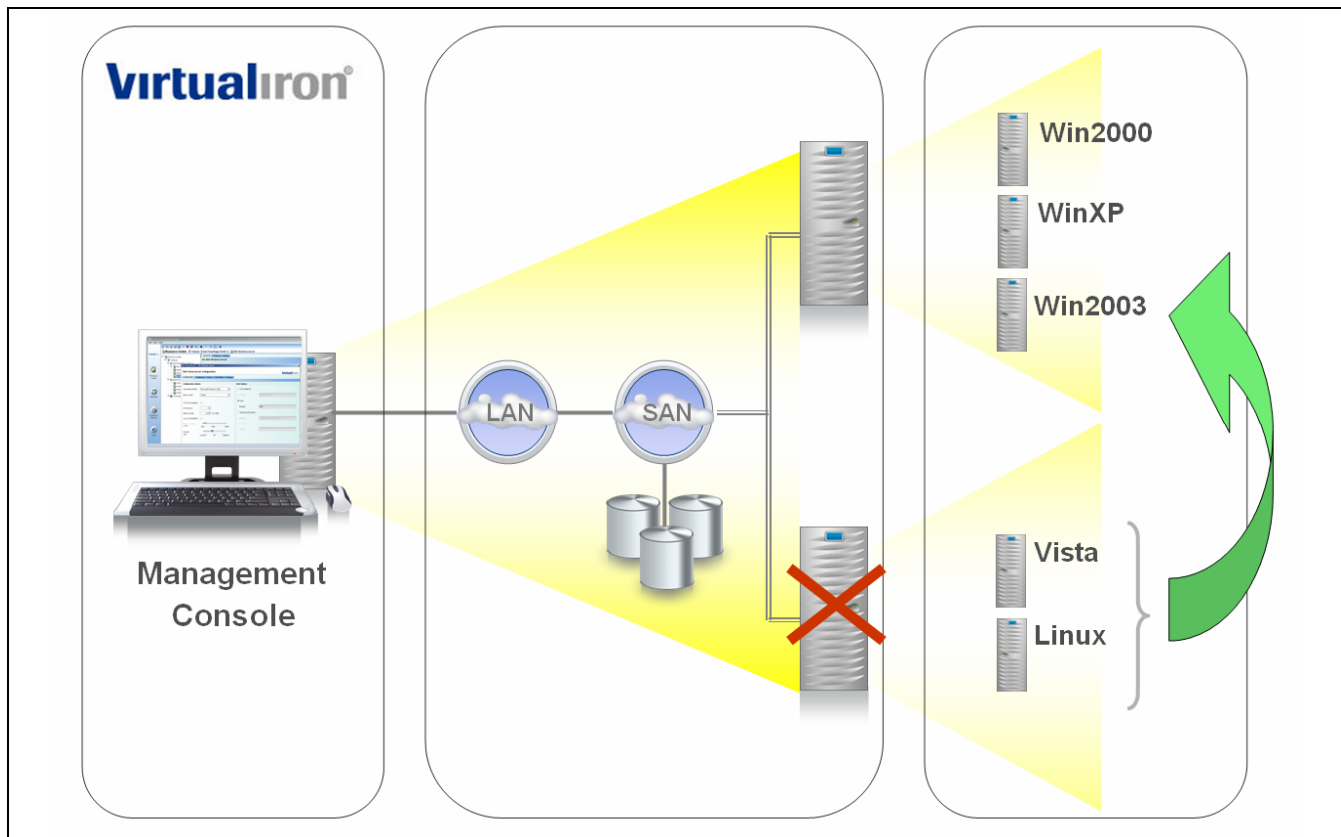 Virtualiron®
Management
Console
LAN
SAN
Win2000
WinXP
Win2003
Vista
Linux